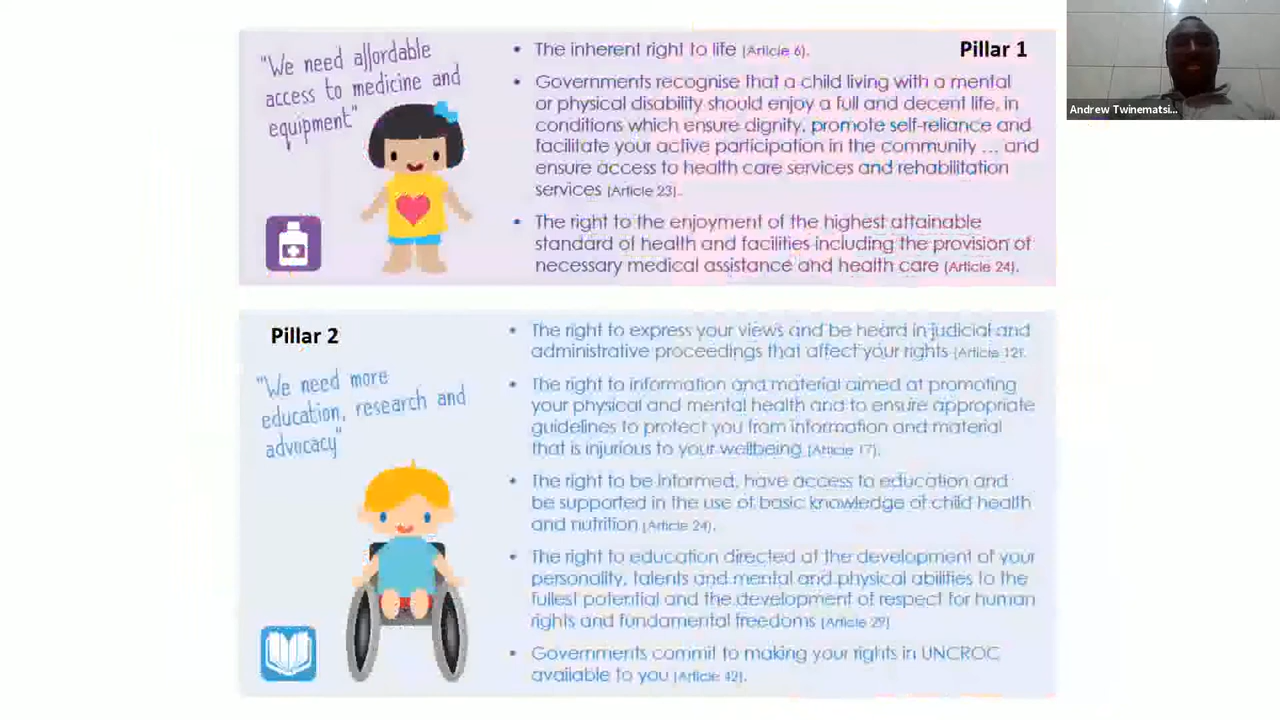 "We need affordable
access to medicine and
equipment"
Pillar 1
• The inherent right to life (Article 6).
• Governments recognise that a child living with a mental
or physical disability should enjoy a full and decent life, in
conditions which ensure dignity, promote self-reliance and
facilitate your active participation in the community ... and
ensure access to health care services and rehabilitation
services (Article 23).
• The right to the enjoyment of the highest attainable
standard of health and facilities including the provision of
necessary medical assistance and health care (Article 24).
Andrew Twinematsi...
Pillar 2
"We need more
education, research and
advocacy"
• The right to express your views and be heard in judicial and
administrative proceedings that affect your rights (Article 12).
• The right to information and material aimed at promoting
your physical and mental health and to ensure appropriate
guidelines to protect you from information and material
that is injurious to your wellbeing (Article 17).
• The right to be informed, have access to education and
be supported in the use of basic knowledge of child health
and nutrition (Article 24).
• The right to education directed at the development of your
personality, talents and mental and physical abilities to the
fullest potential and the development of respect for human
rights and fundamental freedoms (Article 29)
• Governments commit to making your rights in UNCROC
available to you (Article 42).